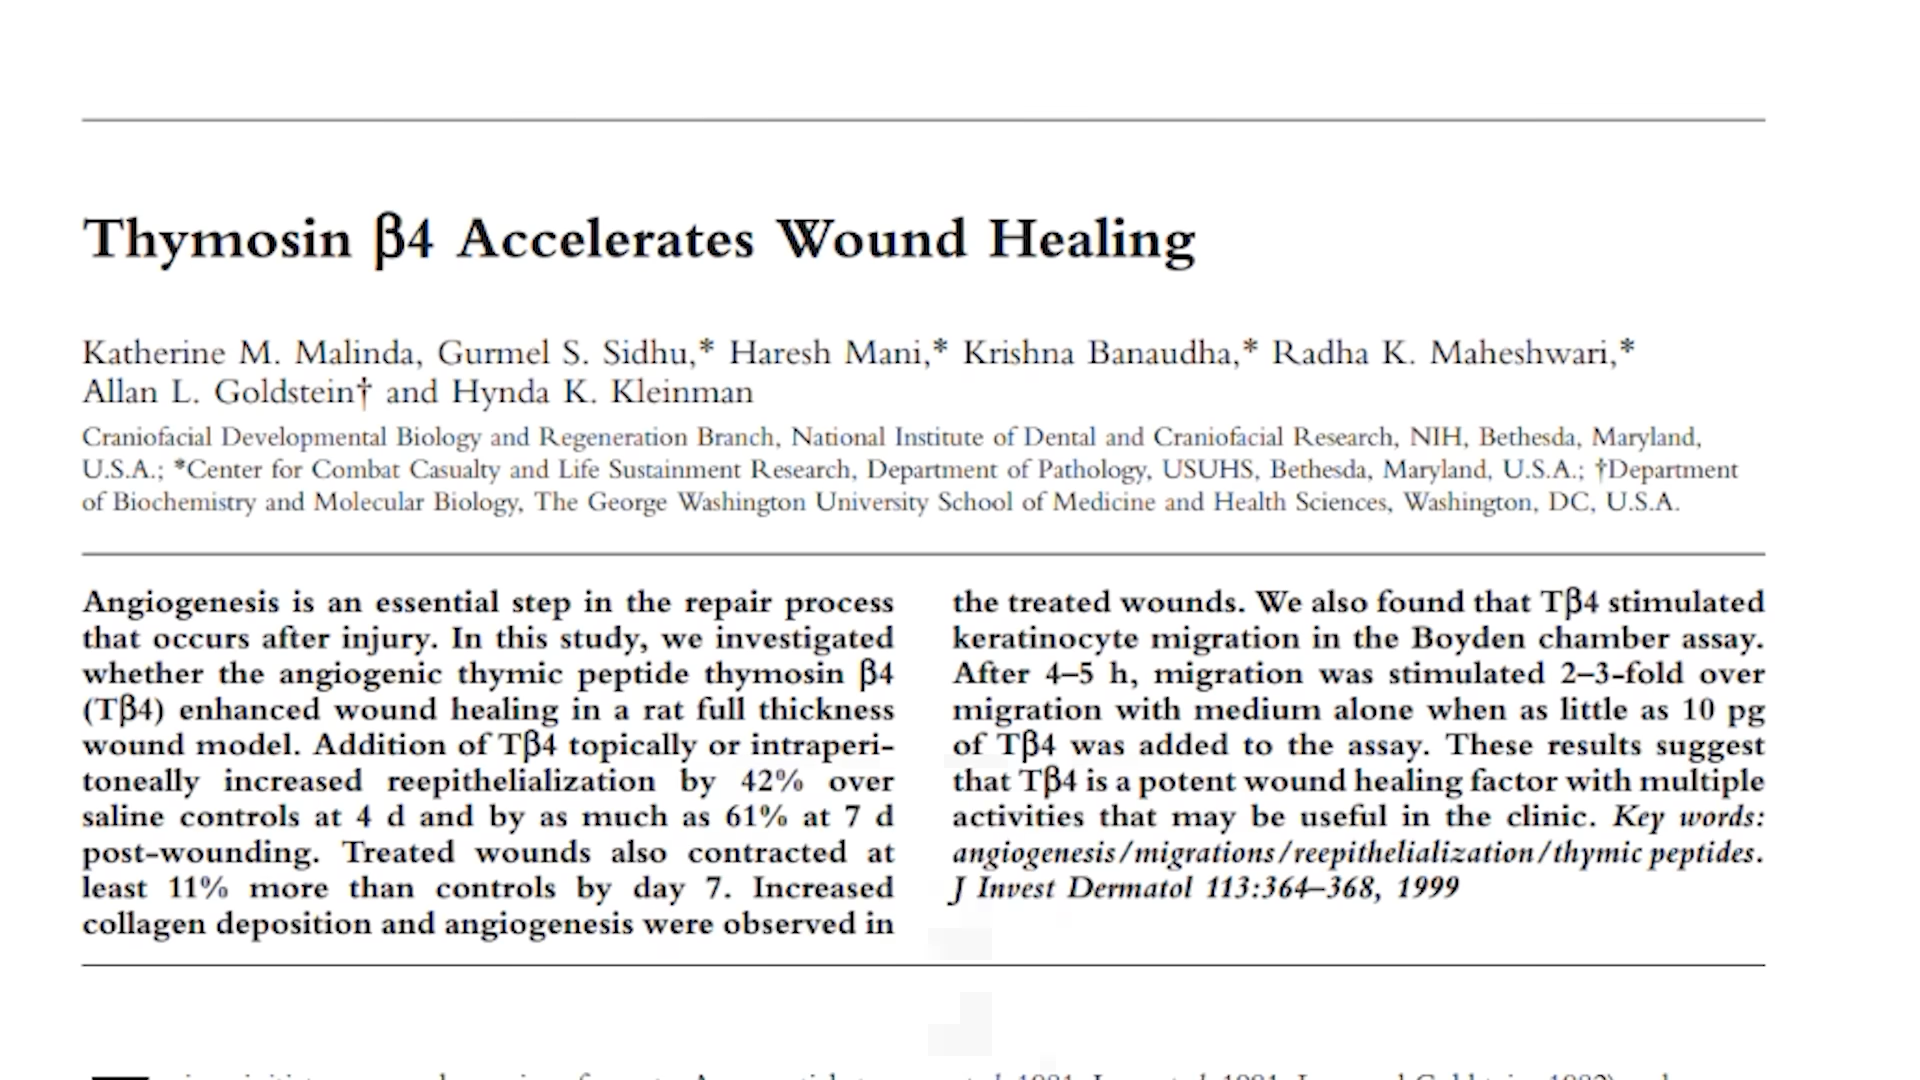 Thymosin β4 Accelerates Wound Healing
Katherine M. Malinda, Gurmel S. Sidhu,* Haresh Mani,* Krishna Banaudha,* Radha K. Maheshwari,*
Allan L. Goldstein† and Hynda K. Kleinman
Craniofacial Developmental Biology and Regeneration Branch, National Institute of Dental and Craniofacial Research, NIH, Bethesda, Maryland,
U.S.A.; *Center for Combat Casualty and Life Sustainment Research, Department of Pathology, USUHS, Bethesda, Maryland, U.S.A.; †Department
of Biochemistry and Molecular Biology, The George Washington University School of Medicine and Health Sciences, Washington, DC, U.S.A.
Angiogenesis is an essential step in the repair process
that occurs after injury. In this study, we investigated
whether the angiogenic thymic peptide thymosin β4
(Tβ4) enhanced wound healing in a rat full thickness
wound model. Addition of Tβ4 topically or intraperi-
toneally increased reepithelialization by 42% over
saline controls at 4 d and by as much as 61% at 7 d
post-wounding. Treated wounds also contracted at
least 11% more than controls by day 7. Increased
collagen deposition and angiogenesis were observed in
the treated wounds. We also found that Tβ4 stimulated
keratinocyte migration in the Boyden chamber assay.
After 4–5 h, migration was stimulated 2–3-fold over
migration with medium alone when as little as 10 pg
of Tβ4 was added to the assay. These results suggest
that Tβ4 is a potent wound healing factor with multiple
activities that may be useful in the clinic. Key words:
angiogenesis/migrations/reepithelialization/thymic peptides.
J Invest Dermatol 113:364–368, 1999